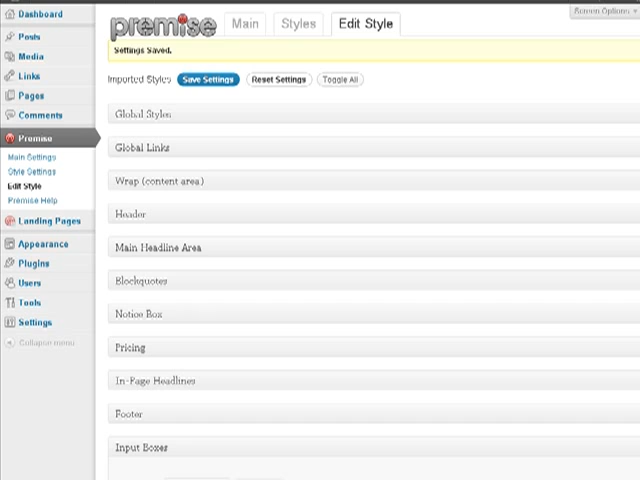 Dashboard
Posts
Media
Links
Pages
Comments
Premise
Main Settings
Style Settings
Edit Style
Premise Help
Landing Pages
Appearance
Plugins
Users
Tools
Settings
Collapse menu
premise Main Styles Edit Style
Screen Options
Settings Saved.
Imported Styles Save Settings Reset Settings Toggle All
Global Styles
Global Links
Wrap (content area)
Header
Main Headline Area
Blockquotes
Notice Box
Pricing
In-Page Headlines
Footer
Input Boxes